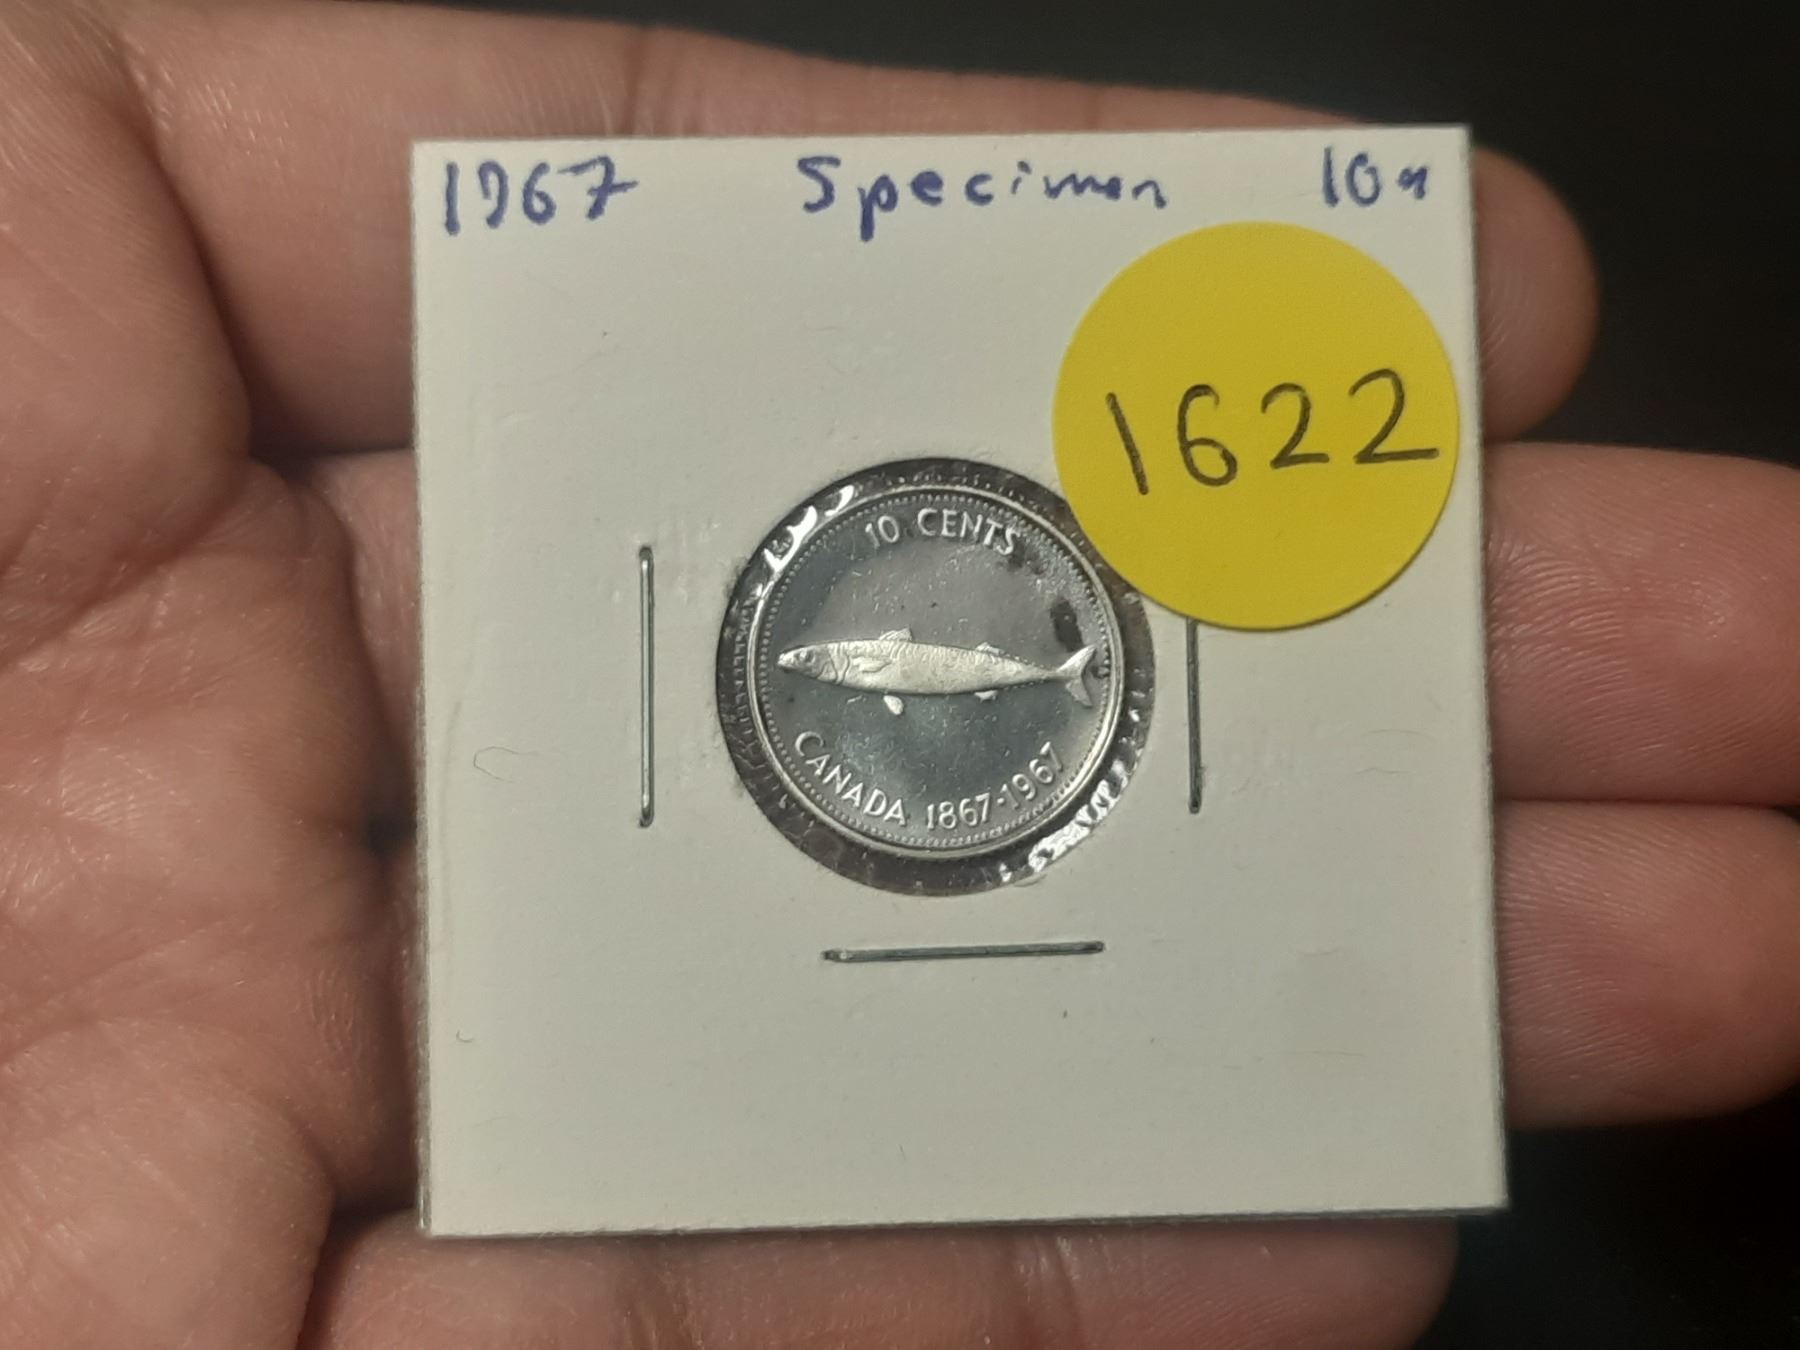 1967 Specimen 10¢
1622
10 CENTS
CANADA 1867-1967